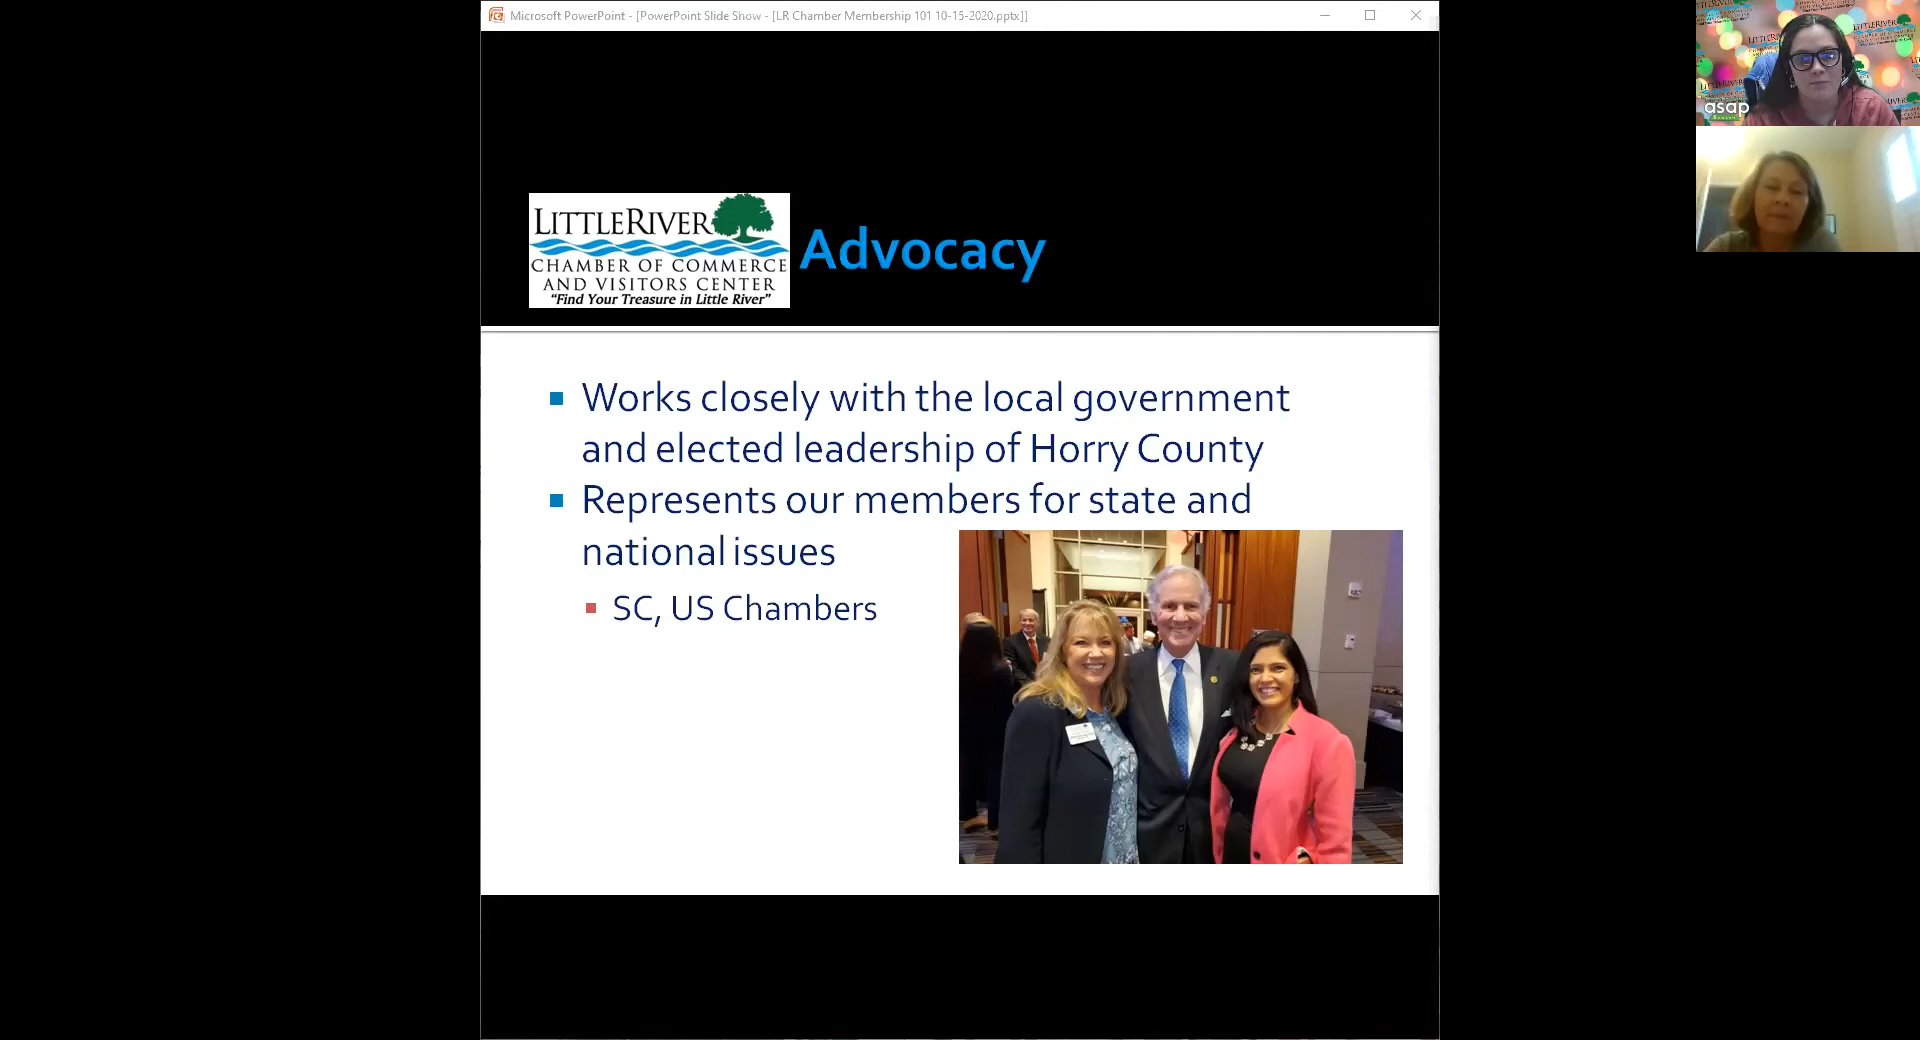 Microsoft PowerPoint - [PowerPoint Slide Show - [LR Chamber Membership 101 10-15-2020.pptx]]
LITTLERIVER
CHAMBER OF COMMERCE
AND VISITORS CENTER
"Find Your Treasure in Little River"
Advocacy
Works closely with the local government
and elected leadership of Horry County
Represents our members for state and
national issues
SC, US Chambers
asap